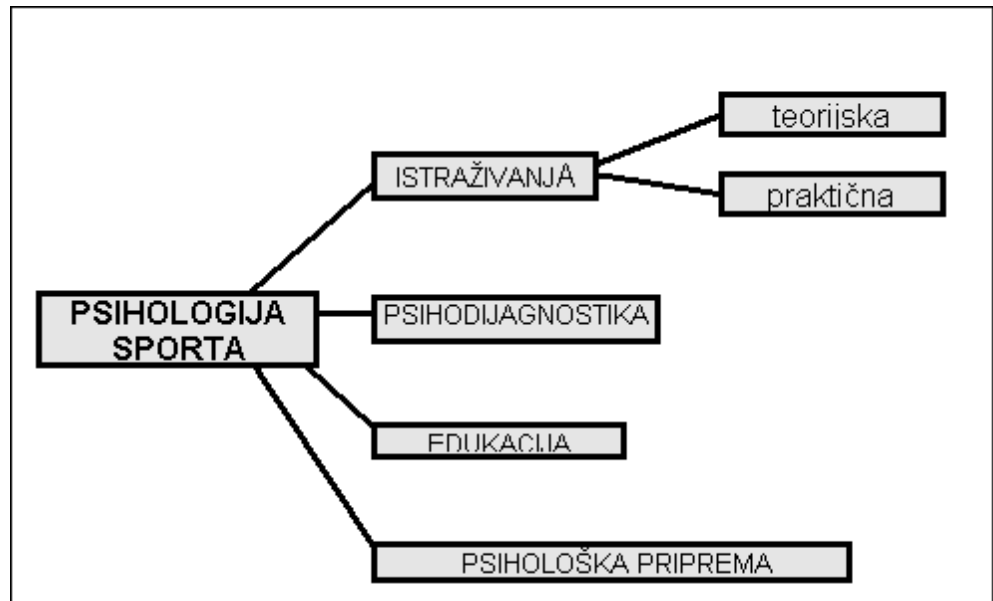 teorijska
ISTRAŽIVANJA
praktična
PSIHOLOGIJA
SPORTA
PSIHODIJAGNOSTIKA
EDUKACIJA
PSIHOLOŠKA PRIPREMA